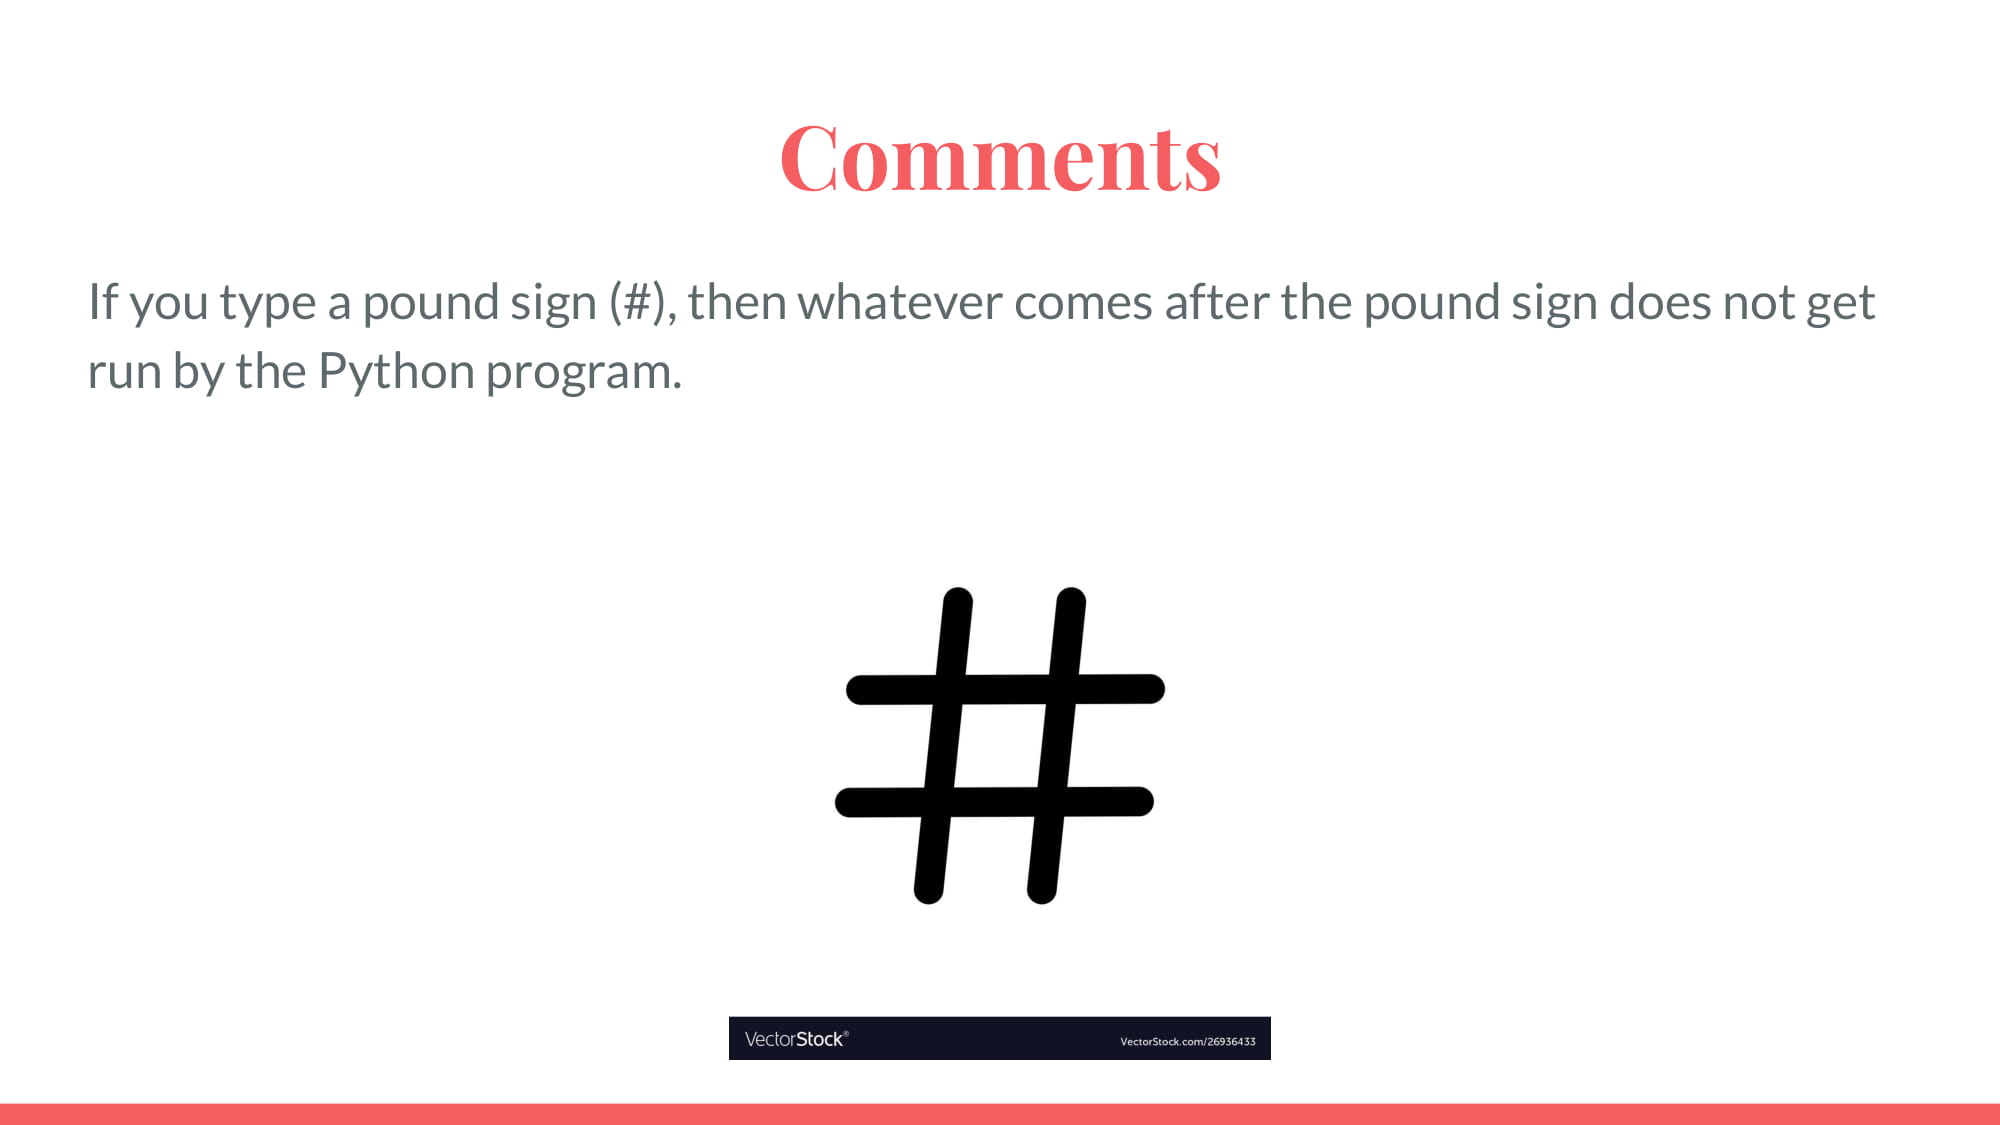 Comments
If you type a pound sign (#), then whatever comes after the pound sign does not get
run by the Python program.
#
VectorStock® VectorStock.com/26936433